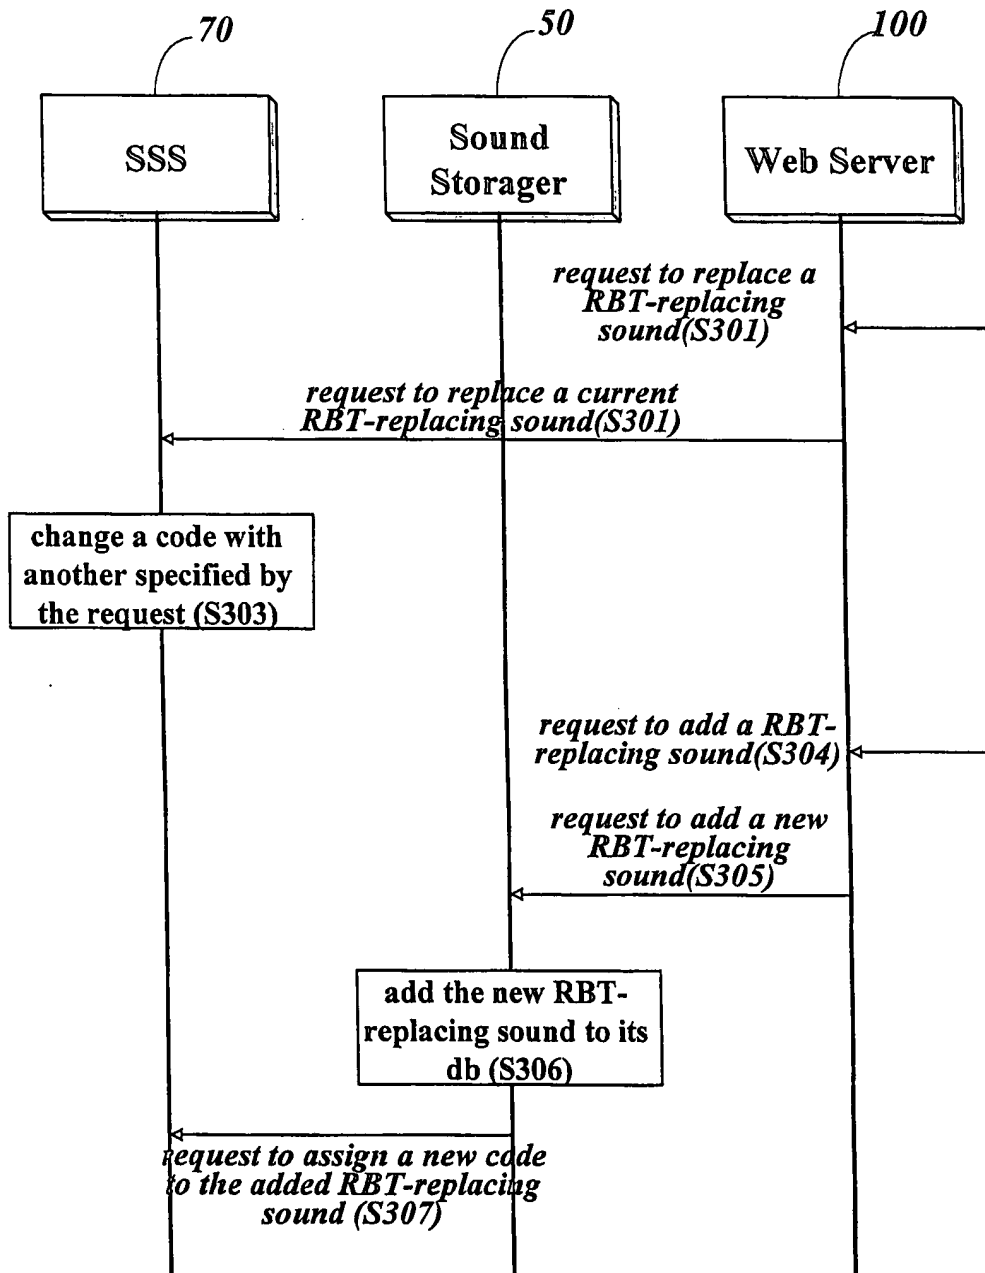 70
50
100
SSS
Sound
Storager
Web Server
request to replace a
RBT-replacing
sound(S301)
request to replace a current
RBT-replacing sound(S301)
change a code with
another specified by
the request (S303)
request to add a RBT-
replacing sound(S304)
request to add a new
RBT-replacing
sound(S305)
add the new RBT-
replacing sound to its
db (S306)
request to assign a new code
to the added RBT-replacing
sound (S307)